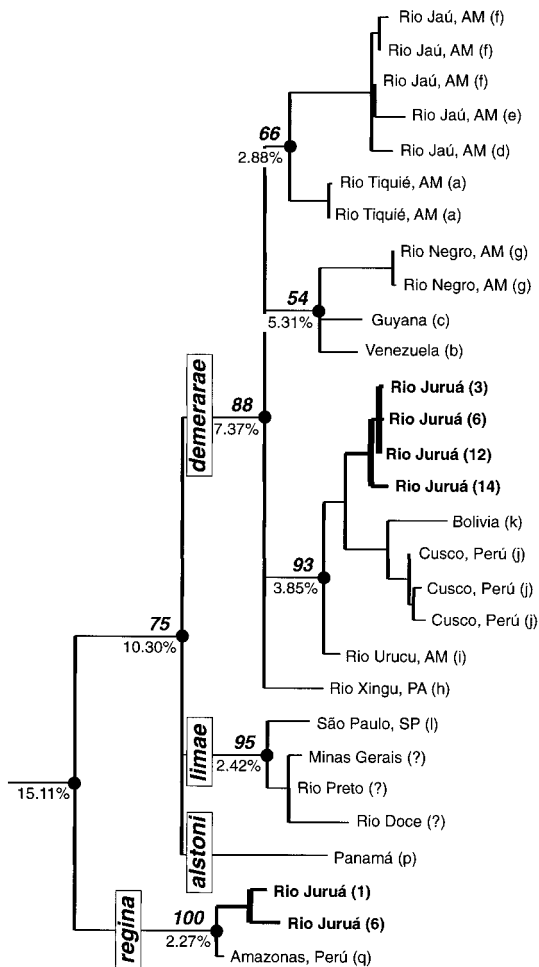 Rio Jaú, AM (f)
Rio Jaú, AM (f)
Rio Jaú, AM (f)
Rio Jaú, AM (e)
66
2.88%
Rio Jaú, AM (d)
Rio Tiquié, AM (a)
Rio Tiquié, AM (a)
Rio Negro, AM (g)
Rio Negro, AM (g)
54
5.31%
Guyana (c)
Venezuela (b)
demerarae
88
7.37%
Rio Juruá (3)
Rio Juruá (6)
Rio Juruá (12)
Rio Juruá (14)
Bolivia (k)
Cusco, Perú (j)
93
3.85%
Cusco, Perú (j)
Cusco, Perú (j)
75
10.30%
Rio Urucu, AM (i)
Rio Xingu, PA (h)
São Paulo, SP (l)
limae
95
2.42%
Minas Gerais (?)
15.11%
Rio Preto (?)
Rio Doce (?)
alstoni
Panamá (p)
regina
100
2.27%
Rio Juruá (1)
Rio Juruá (6)
Amazonas, Perú (q)